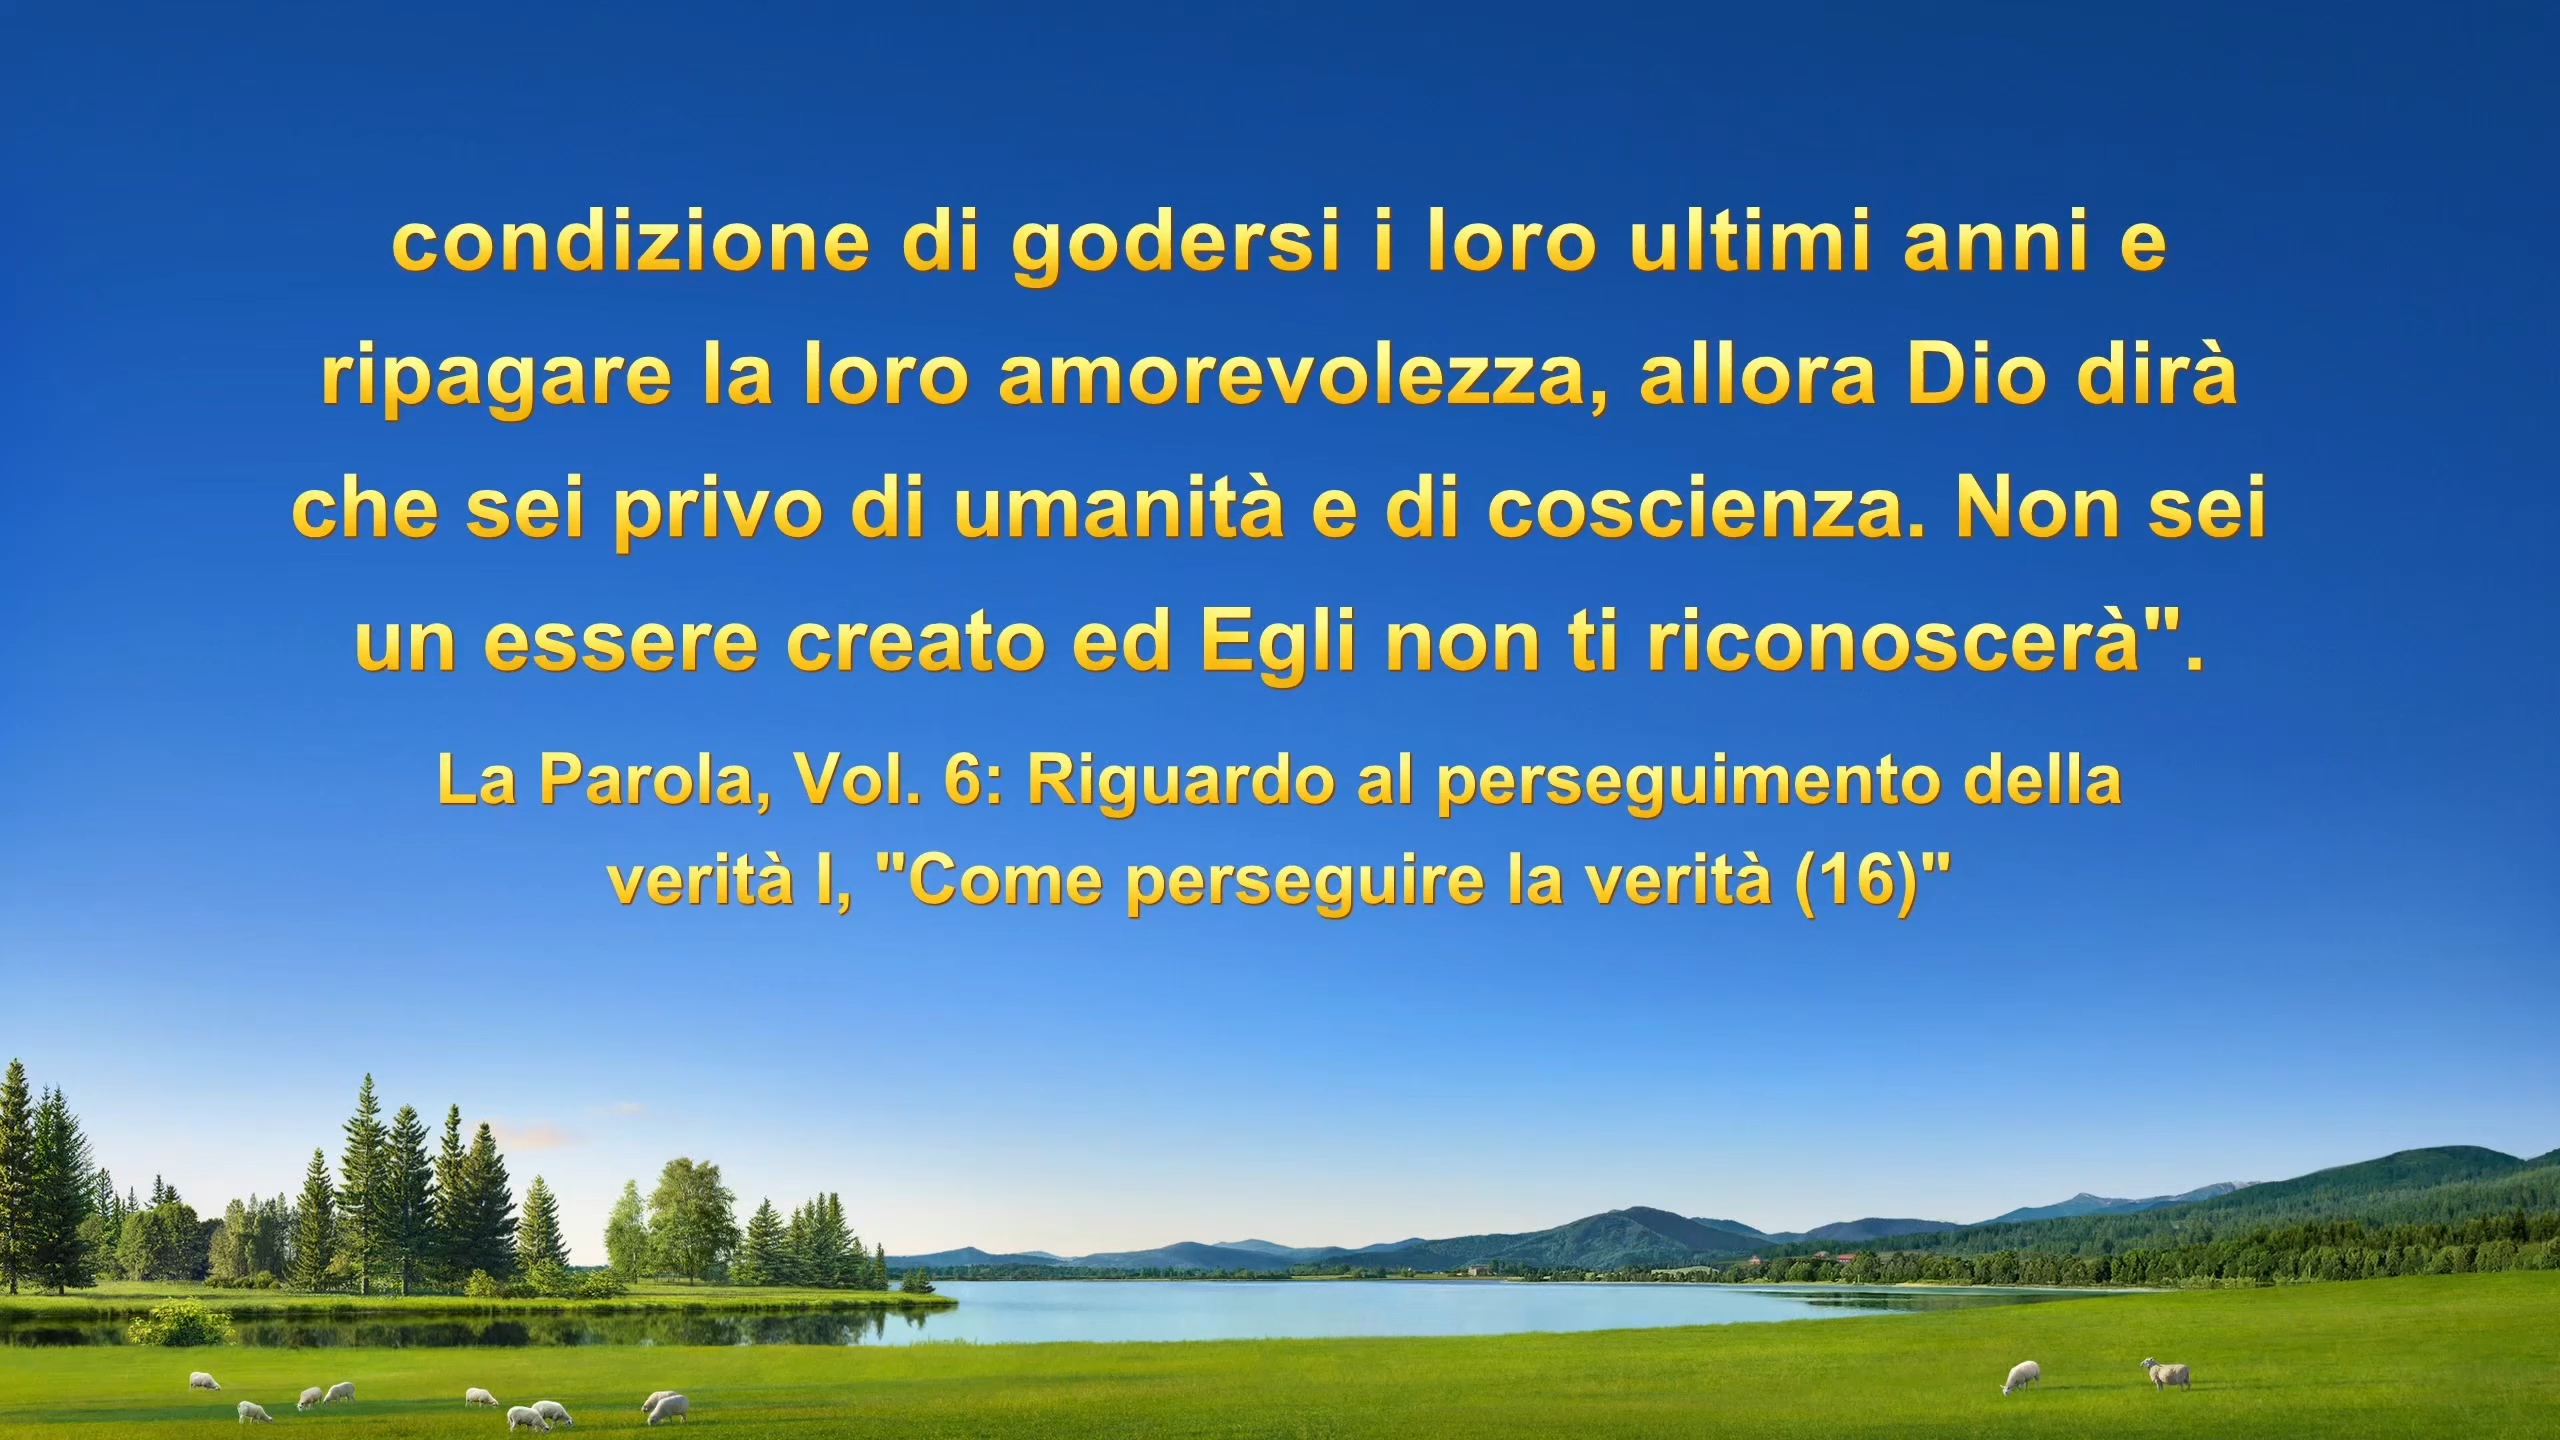 condizione di godersi i loro ultimi anni e
ripagare la loro amorevolezza, allora Dio dirà
che sei privo di umanità e di coscienza. Non sei
un essere creato ed Egli non ti riconoscerà".
La Parola, Vol. 6: Riguardo al perseguimento della
verità I, "Come perseguire la verità (16)"